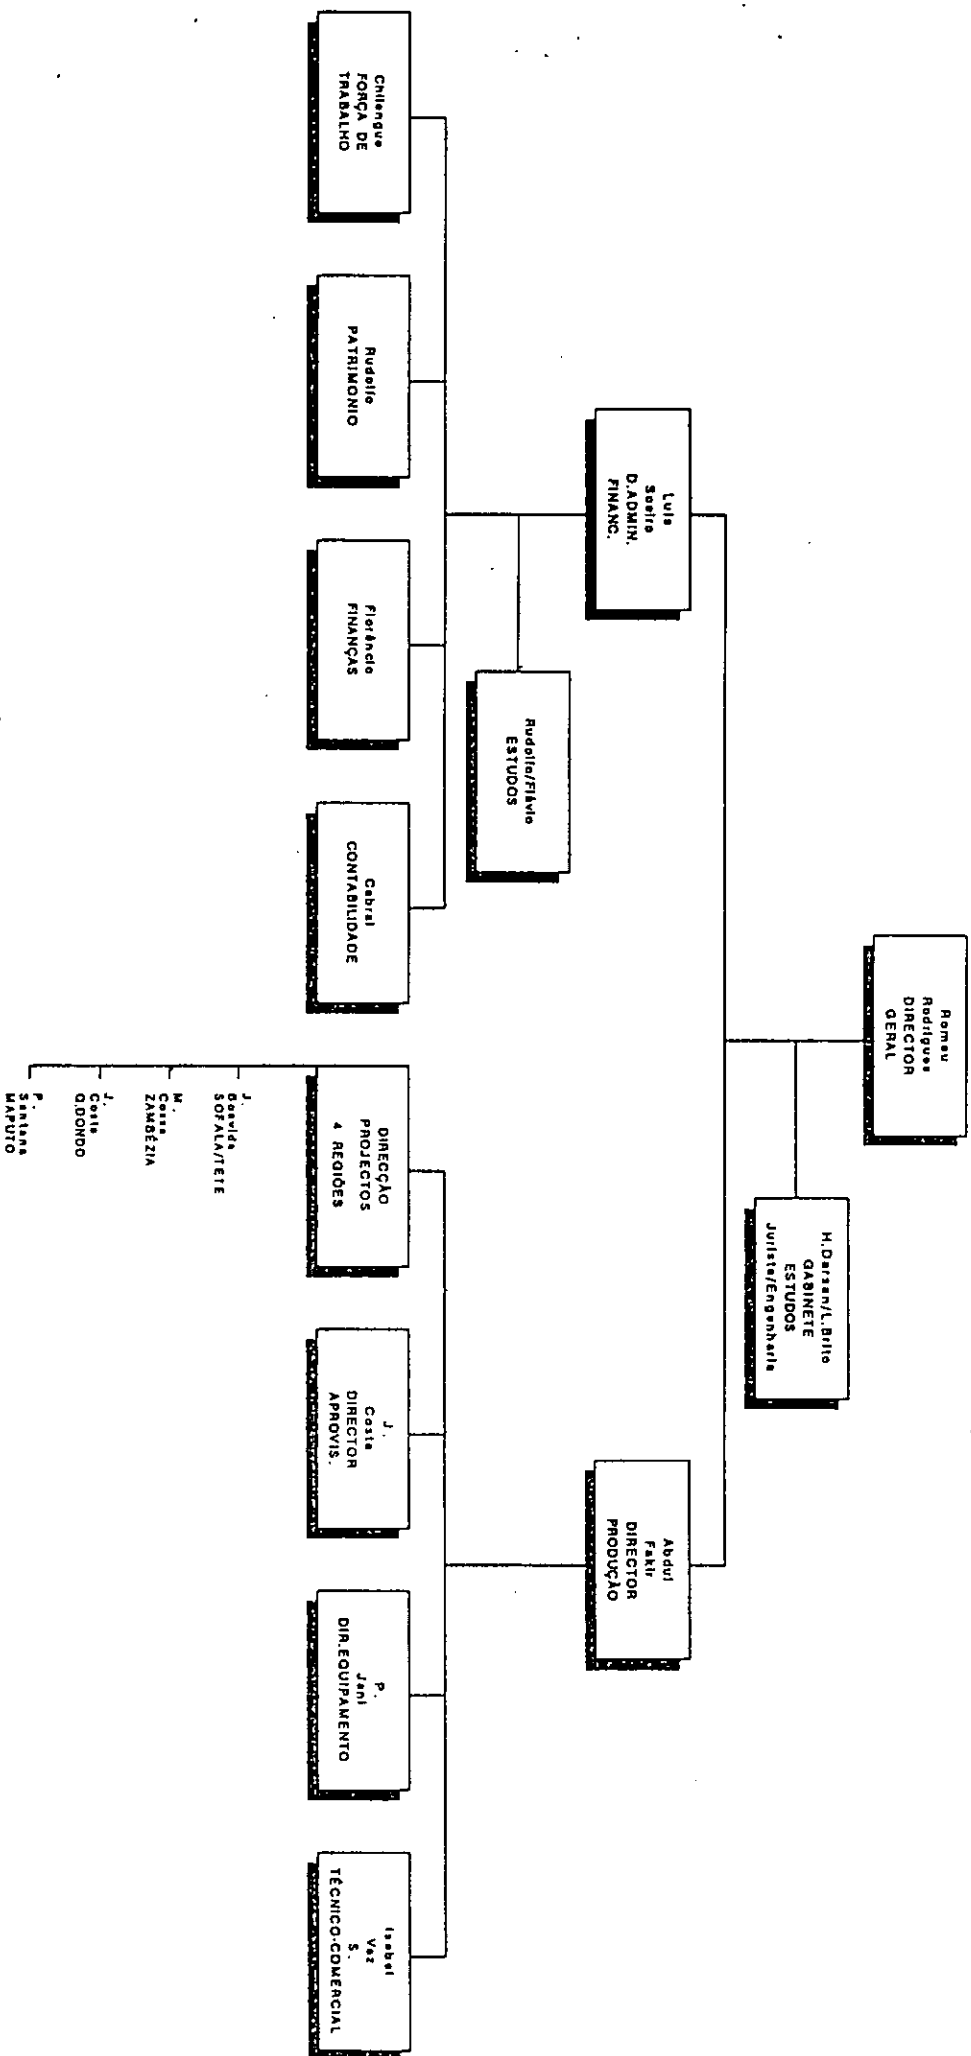 Romeu
Rodrigues
DIRECTOR
GERAL
H.Darsan/L.Brito
GABINETE
ESTUDOS
Jurista/Engenharia
Luis
Soeiro
D.ADMIN.
FINANC.
Abdul
Fakir
DIRECTOR
PRODUÇÃO
Rudolfo/Flávio
ESTUDOS
Chilengue
FORÇA DE
TRABALHO
Rudolfo
PATRIMONIO
Florêncio
FINANÇAS
Cabral
CONTABILIDADE
DIRECÇÃO
PROJECTOS
4 REGIÕES
J.
Costa
DIRECTOR
APROVIS.
P.
Jani
DIR.EQUIPAMENTO
Isabel
Vaz
S.
TÉCNICO-COMERCIAL
J.
Boavida
SOFALA/TETE
M.
Cossa
ZAMBÉZIA
J.
Costa
Q.DONDO
P.
Santana
MAPUTO